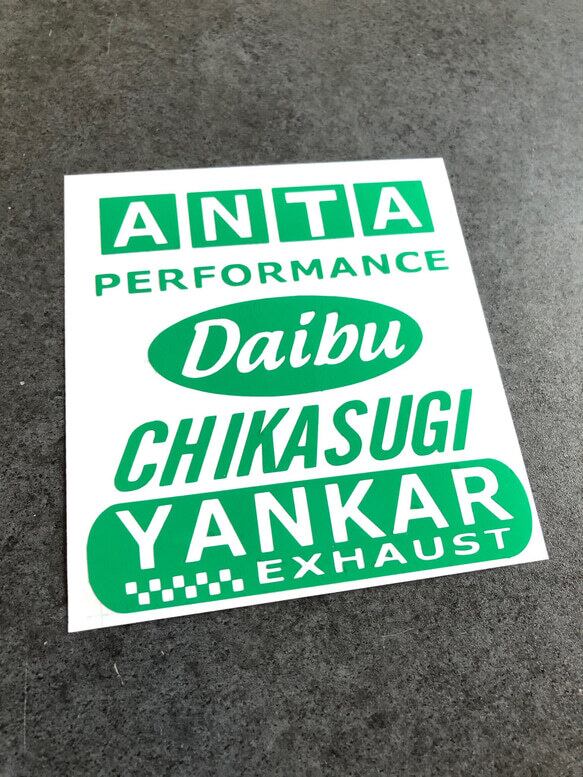 ANTA
PERFORMANCE
Daibu
CHIKASUGI
YANKAR
EXHAUST